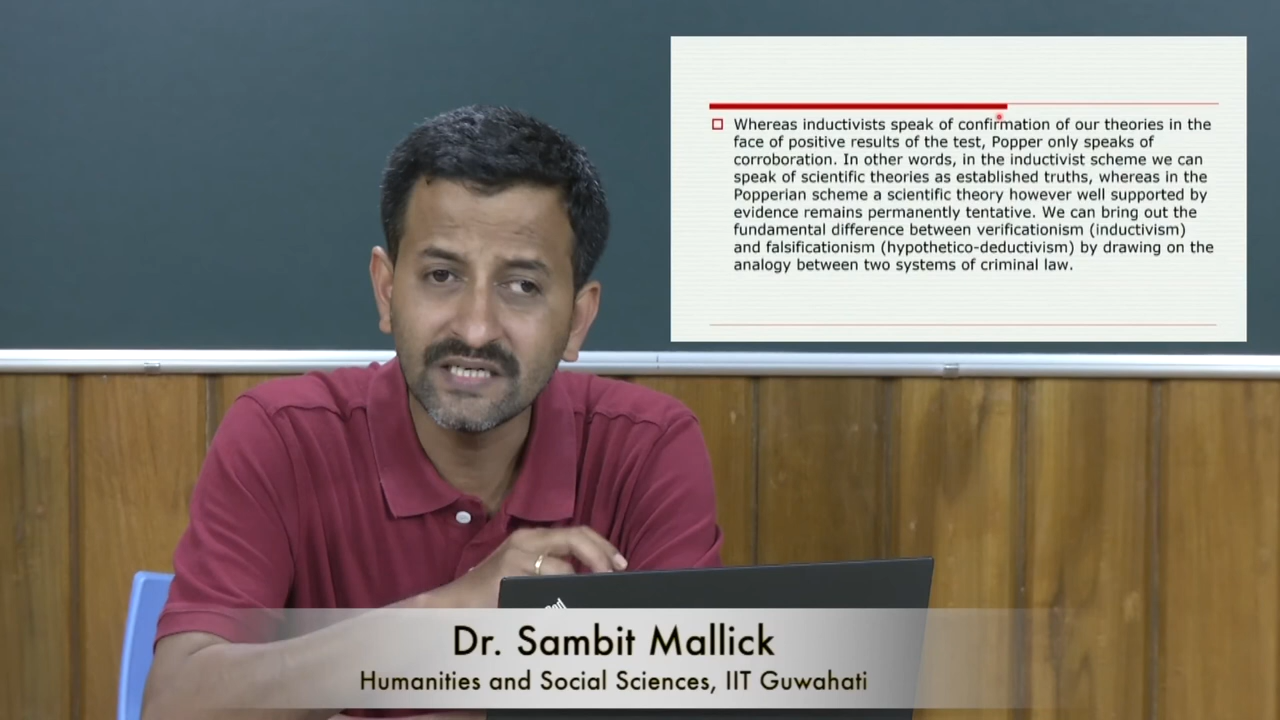 Whereas inductivists speak of confirmation of our theories in the
face of positive results of the test, Popper only speaks of
corroboration. In other words, in the inductivist scheme we can
speak of scientific theories as established truths, whereas in the
Popperian scheme a scientific theory however well supported by
evidence remains permanently tentative. We can bring out the
fundamental difference between verificationism (inductivism)
and falsificationism (hypothetico-deductivism) by drawing on the
analogy between two systems of criminal law.
Dr. Sambit Mallick
Humanities and Social Sciences, IIT Guwahati